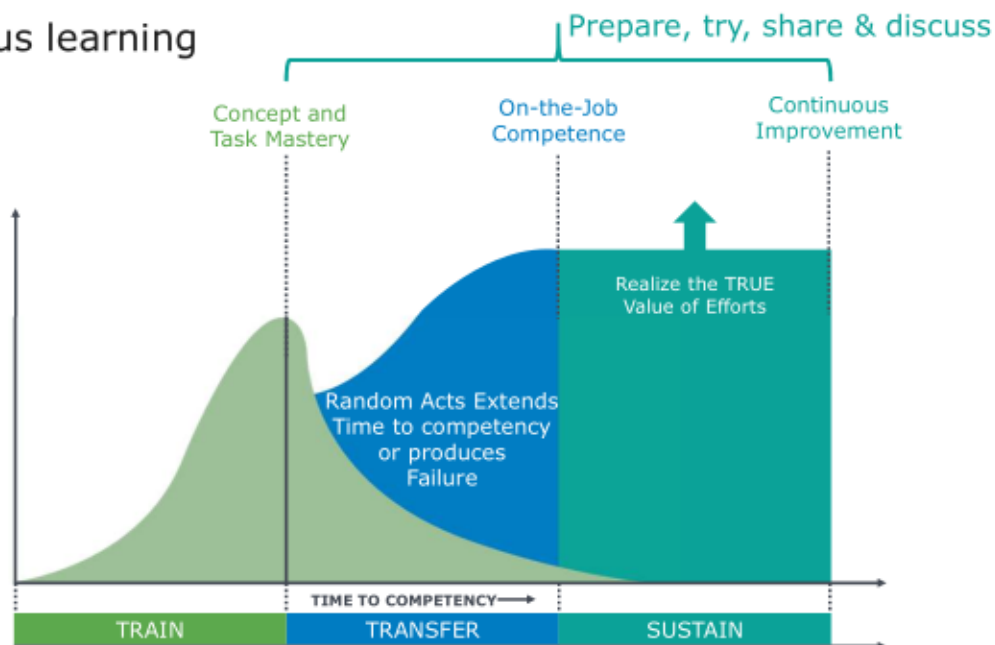 us learning
Prepare, try, share & discuss
Concept and
Task Mastery
On-the-Job
Competence
Continuous
Improvement
Realize the TRUE
Value of Efforts
Random Acts Extends
Time to competency
or produces
Failure
TIME TO COMPETENCY
TRAIN
TRANSFER
SUSTAIN